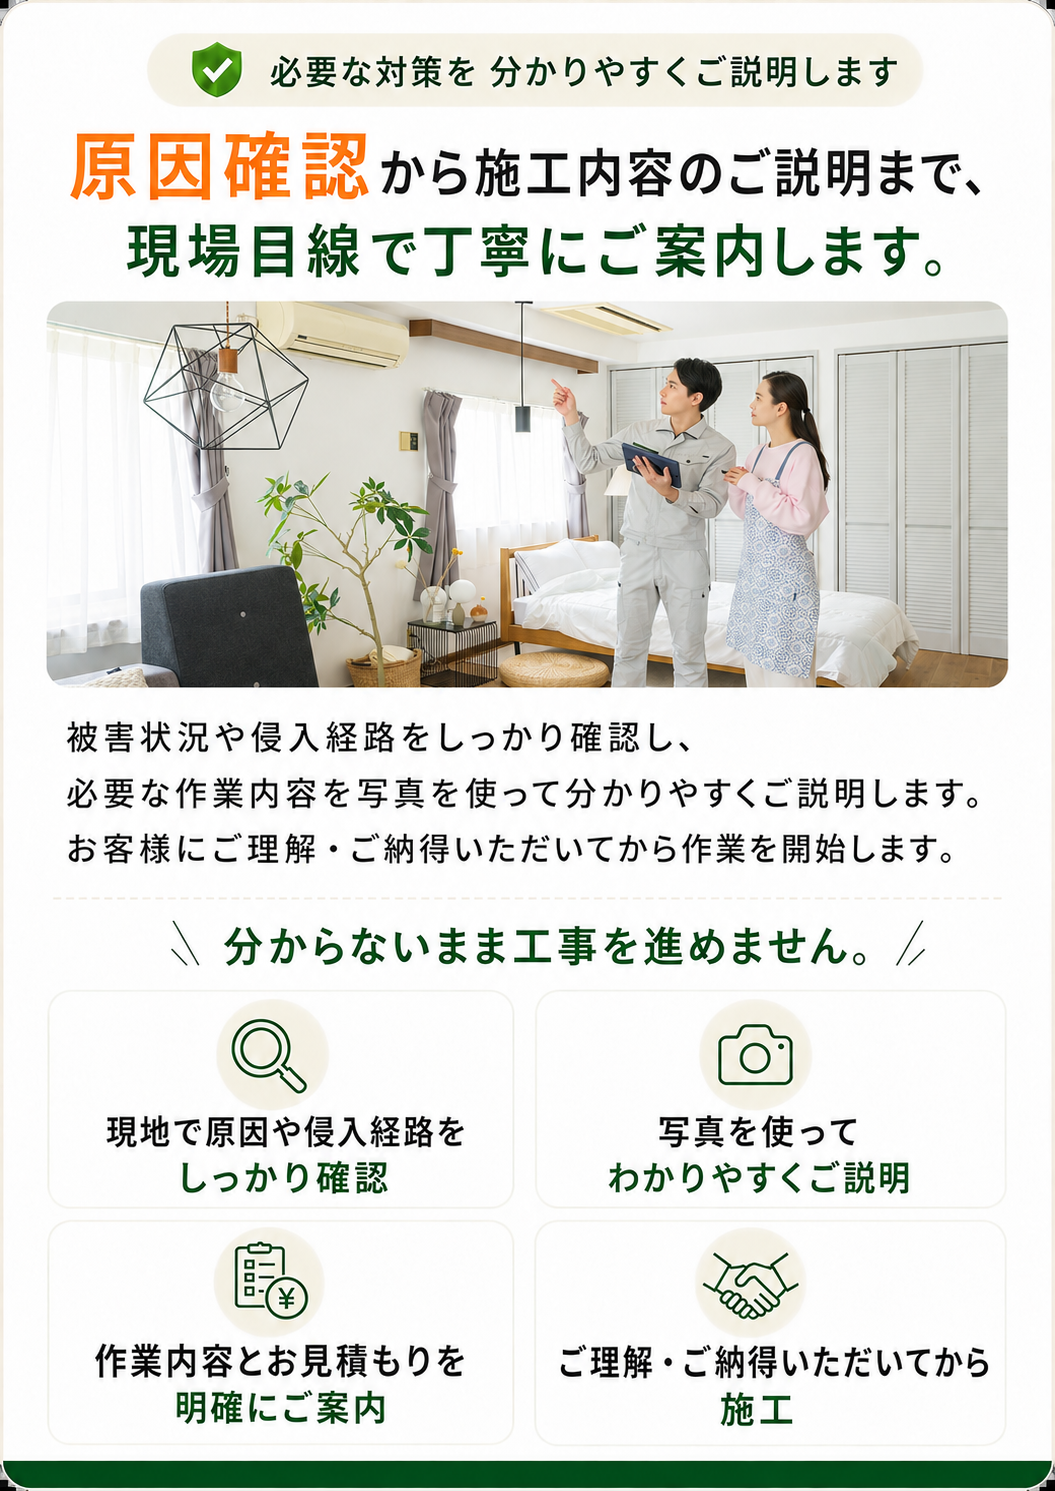 必要な対策を 分かりやすくご説明します
原因確認から施工内容のご説明まで、
現場目線で丁寧にご案内します。
被害状況や侵入経路をしっかり確認し、
必要な作業内容を写真を使って分かりやすくご説明します。
お客様にご理解・ご納得いただいてから作業を開始します。
分からないまま工事を進めません。
現地で原因や侵入経路を
しっかり確認
写真を使って
わかりやすくご説明
¥
作業内容とお見積もりを
明確にご案内
ご理解・ご納得いただいてから
施工